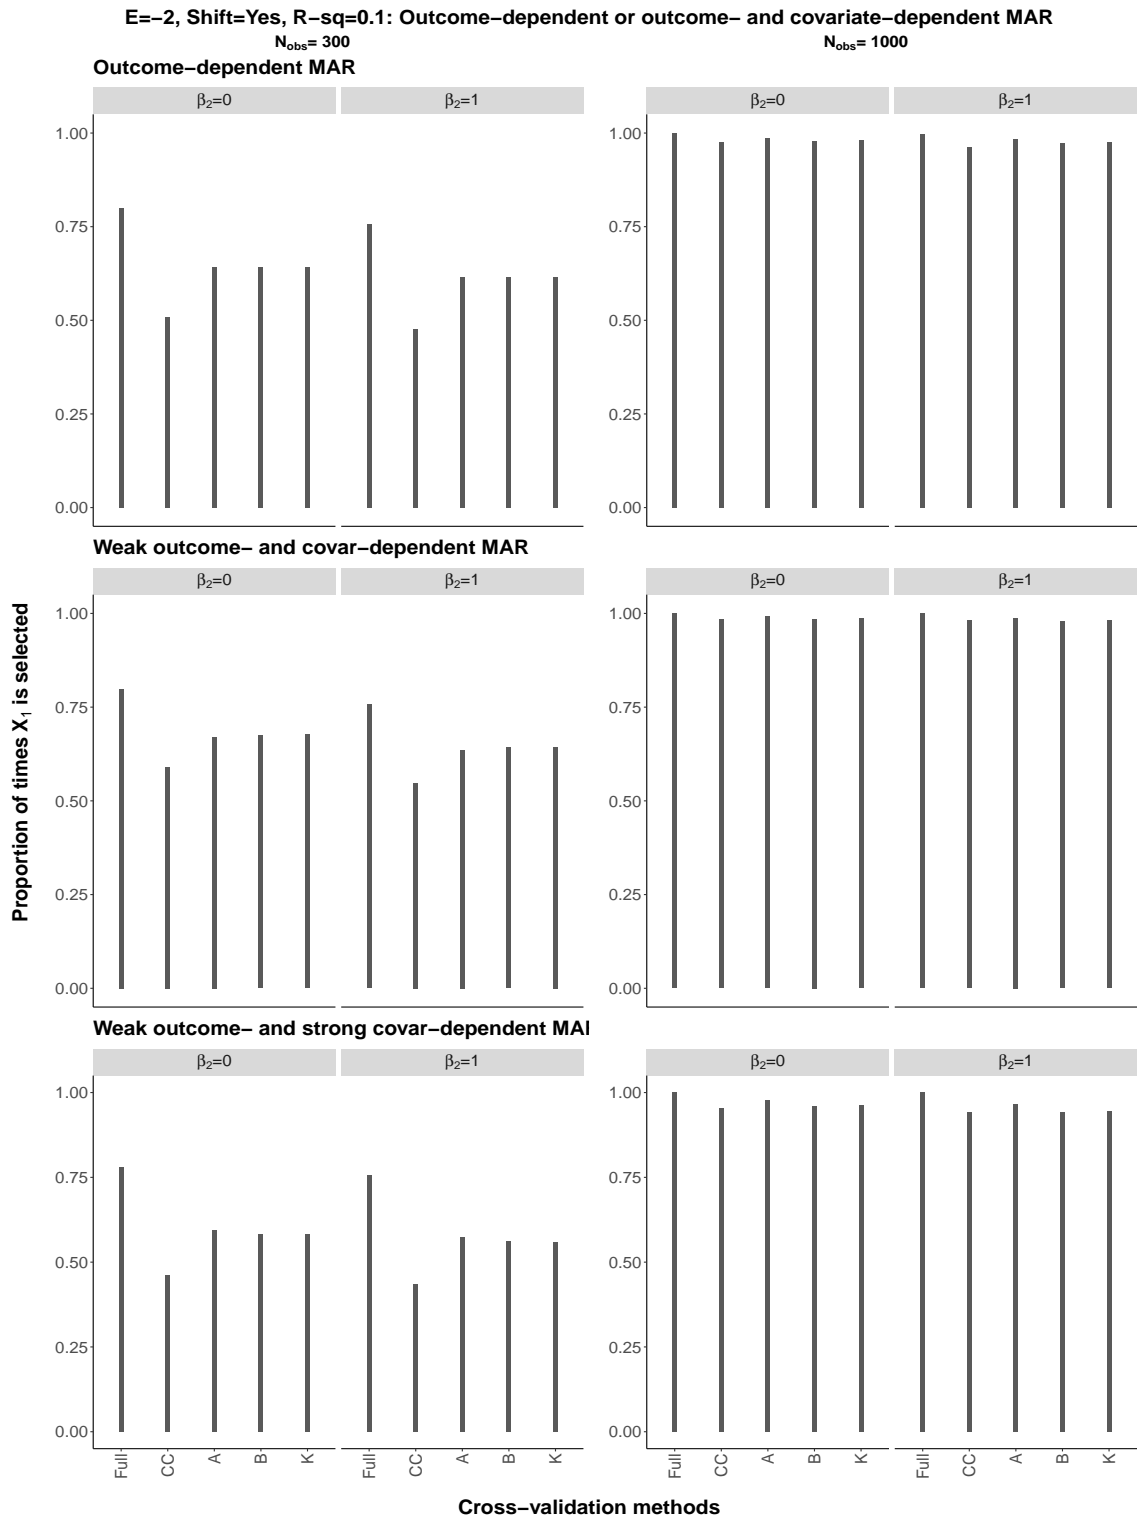 E=−2, Shift=Yes, R−sq=0.1: Outcome−dependent or outcome− and covariate−dependent MAR
Nobs= 300
Nobs= 1000
Outcome−dependent MAR
β2=0
β2=1
β2=0
β2=1
1.00
0.75
0.50
0.25
0.00
1.00
0.75
0.50
0.25
0.00
Weak outcome− and covar−dependent MAR
β2=0
β2=1
β2=0
β2=1
1.00
0.75
0.50
0.25
0.00
1.00
0.75
0.50
0.25
0.00
Proportion of times X1 is selected
Weak outcome− and strong covar−dependent MAI
β2=0
β2=1
β2=0
β2=1
1.00
0.75
0.50
0.25
0.00
1.00
0.75
0.50
0.25
0.00
Full CC A B K Full CC A B K
Full CC A B K Full CC A B K
Cross−validation methods